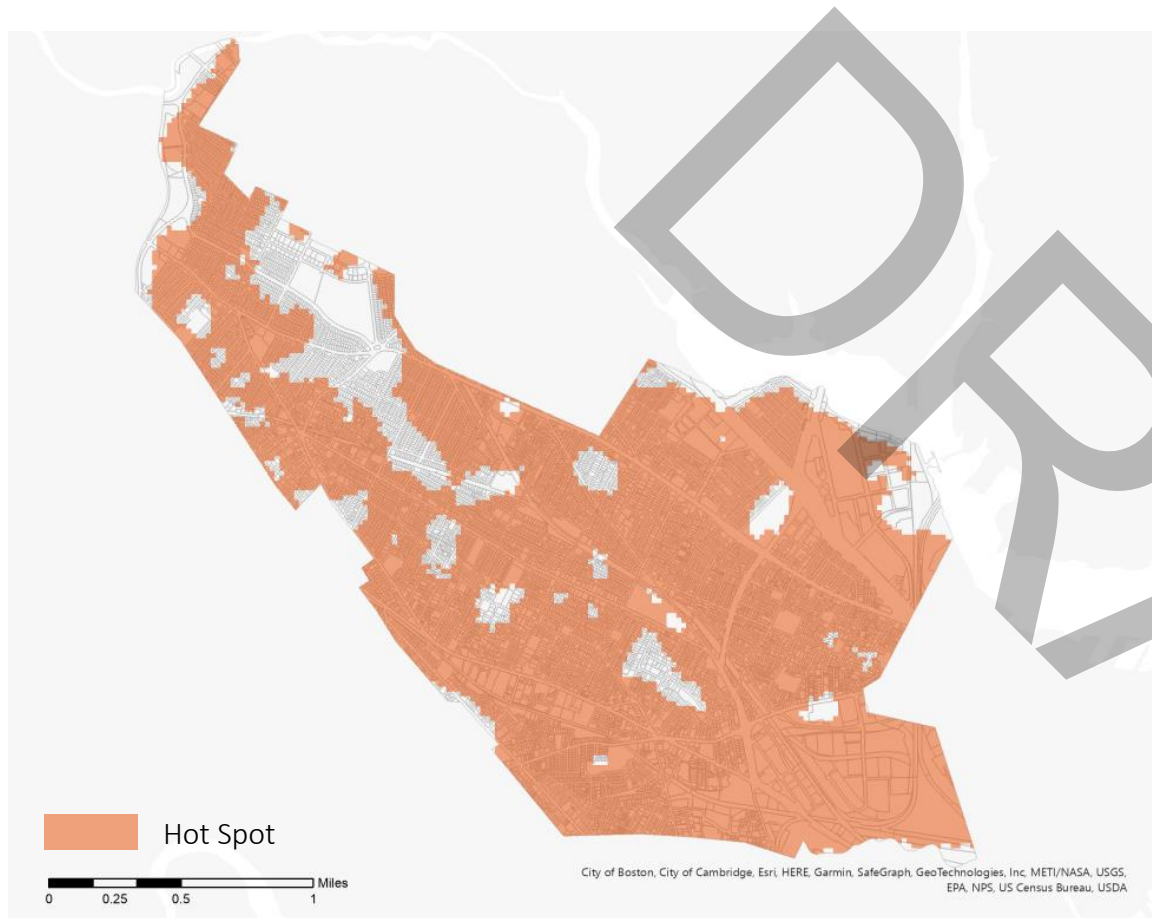 DRA
Hot Spot
Miles
0 0.25 0.5 1
City of Boston, City of Cambridge, Esri, HERE, Garmin, SafeGraph, GeoTechnologies, Inc, METI/NASA, USGS,
EPA, NPS, US Census Bureau, USDA